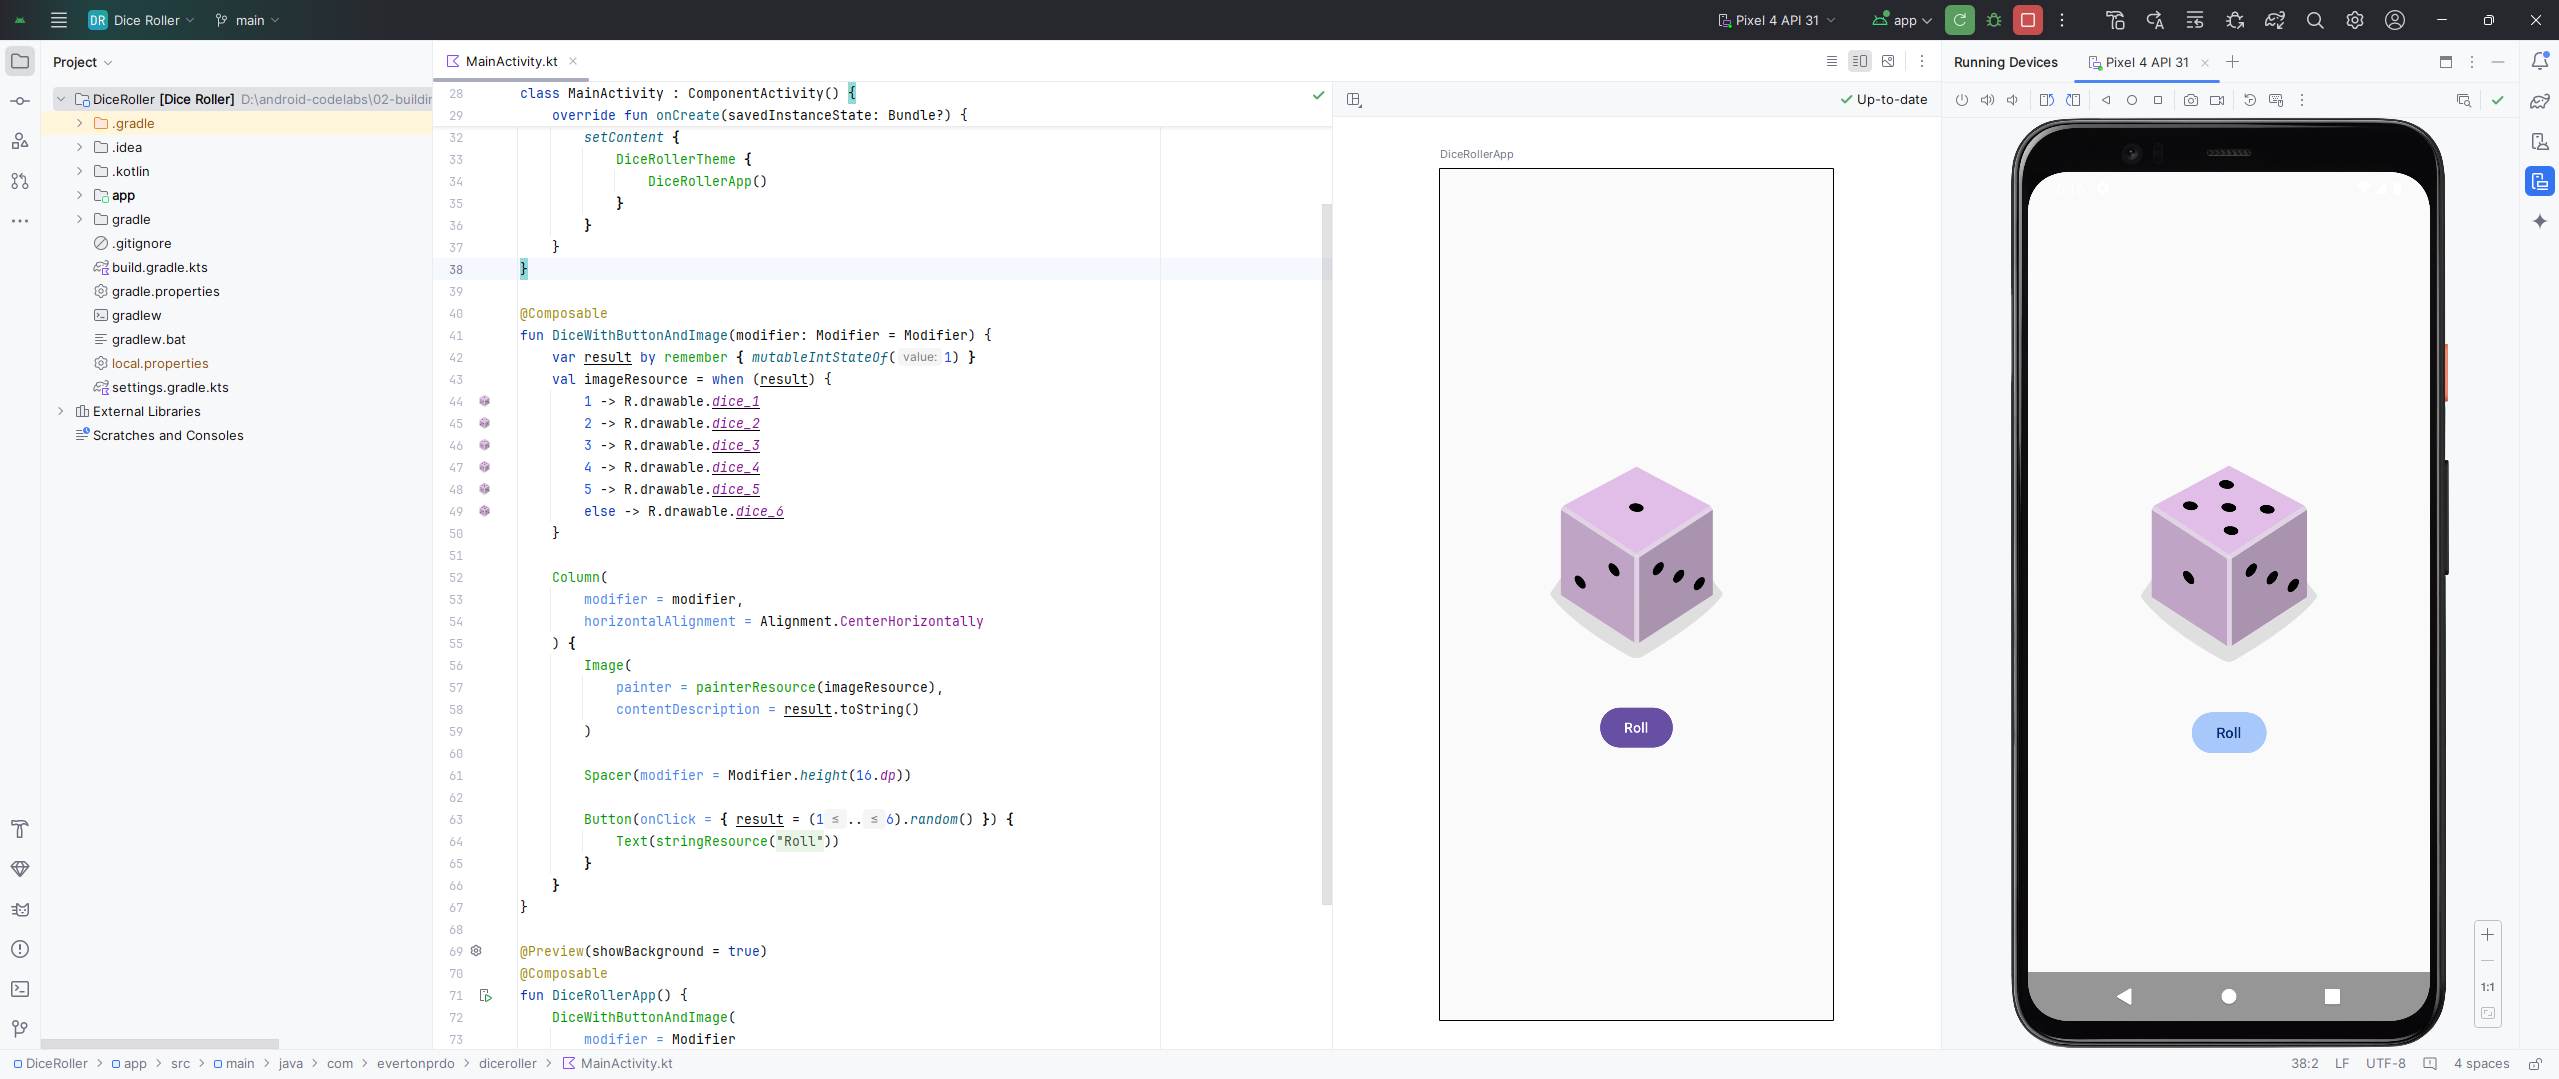 DR Dice Roller main Pixel 4 API 31 app
Project
DiceRoller [Dice Roller] D:\android-codelabs\02-buildir
.gradle
.idea
.kotlin
app
gradle
.gitignore
build.gradle.kts
gradle.properties
gradlew
gradlew.bat
local.properties
settings.gradle.kts
External Libraries
Scratches and Consoles
MainActivity.kt
28 class MainActivity : ComponentActivity() {
29 override fun onCreate(savedInstanceState: Bundle?) {
32 setContent {
33 DiceRollerTheme {
34 DiceRollerApp()
35 }
36 }
37 }
38 }
39
40 @Composable
41 fun DiceWithButtonAndImage(modifier: Modifier = Modifier) {
42 var result by remember { mutableIntStateOf( value: 1) }
43 val imageResource = when (result) {
44 1 -> R.drawable.dice_1
45 2 -> R.drawable.dice_2
46 3 -> R.drawable.dice_3
47 4 -> R.drawable.dice_4
48 5 -> R.drawable.dice_5
49 else -> R.drawable.dice_6
50 }
51
52 Column(
53 modifier = modifier,
54 horizontalAlignment = Alignment.CenterHorizontally
55 ) {
56 Image(
57 painter = painterResource(imageResource),
58 contentDescription = result.toString()
59 )
60
61 Spacer(modifier = Modifier.height(16.dp))
62
63 Button(onClick = { result = (1 ≤ .. ≤ 6).random() }) {
64 Text(stringResource("Roll"))
65 }
66 }
67 }
68
69 @Preview(showBackground = true)
70 @Composable
71 fun DiceRollerApp() {
72 DiceWithButtonAndImage(
73 modifier = Modifier
Up-to-date
DiceRollerApp
Roll
Running Devices Pixel 4 API 31
Roll
1:1
DiceRoller > app > src > main > java > com > evertonprdo > diceroller > MainActivity.kt
38:2 LF UTF-8 4 spaces